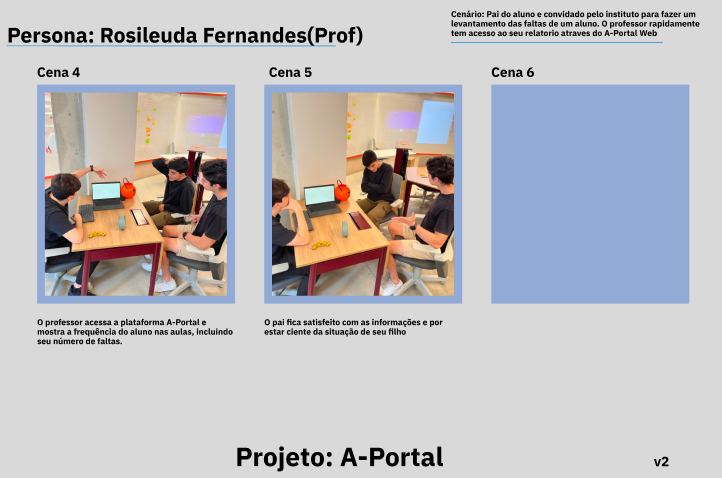 Persona: Rosileuda Fernandes(Prof)
Cenário: Pai do aluno e convidado pelo instituto para fazer um
levantamento das faltas de um aluno. O professor rapidamente
tem acesso ao seu relatorio atraves do A-Portal Web
Cena 4
Cena 5
Cena 6
O professor acessa a plataforma A-Portal e
mostra a frequência do aluno nas aulas, incluindo
seu número de faltas.
O pai fica satisfeito com as informações e por
estar ciente da situação de seu filho
Projeto: A-Portal
v2